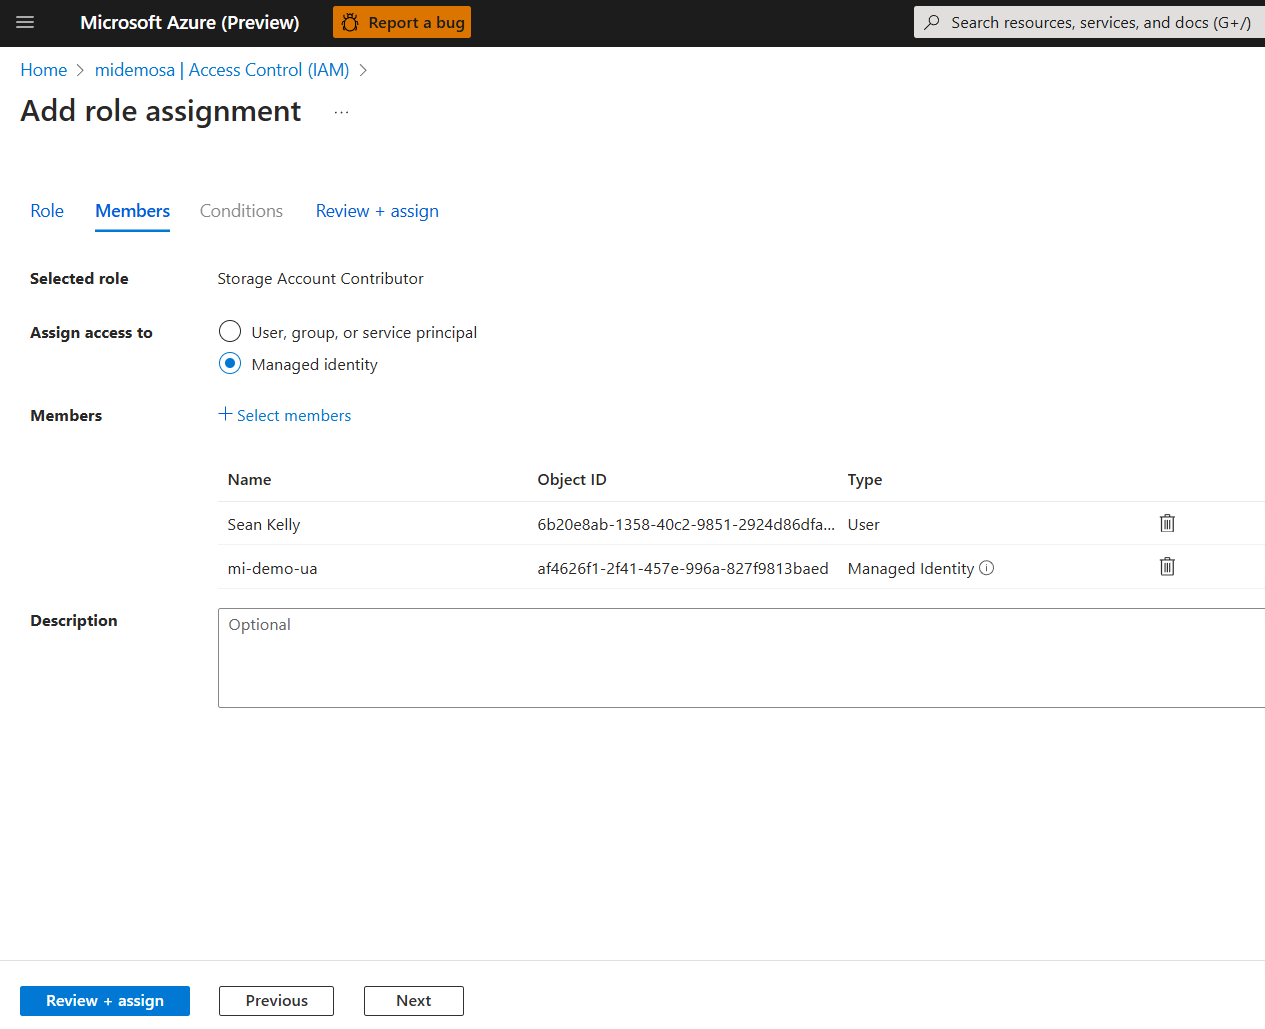 Microsoft Azure (Preview)
Report a bug
Search resources, services, and docs (G+/)
Home > midemosa | Access Control (IAM) >
Add role assignment ...
Role Members Conditions Review + assign
Selected role Storage Account Contributor
Assign access to User, group, or service principal
Managed identity
Members + Select members
Name Object ID Type
Sean Kelly 6b20e8ab-1358-40c2-9851-2924d86dfa... User
mi-demo-ua af4626f1-2f41-457e-996a-827f9813baed Managed Identity
Description Optional
Review + assign Previous Next